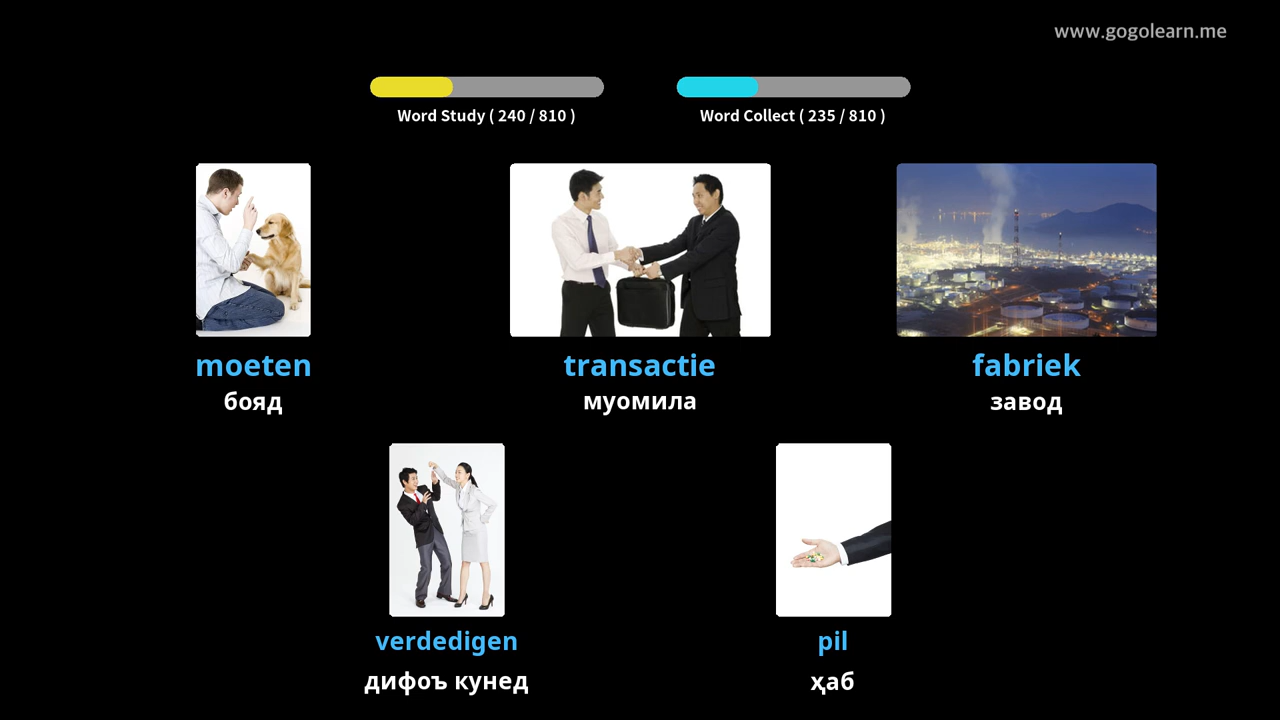 www.gogolearn.me
Word Study ( 240 / 810 )
Word Collect ( 235 / 810 )
moeten
бояд
transactie
муомила
fabriek
завод
verdedigen
дифоъ кунед
pil
ҳаб